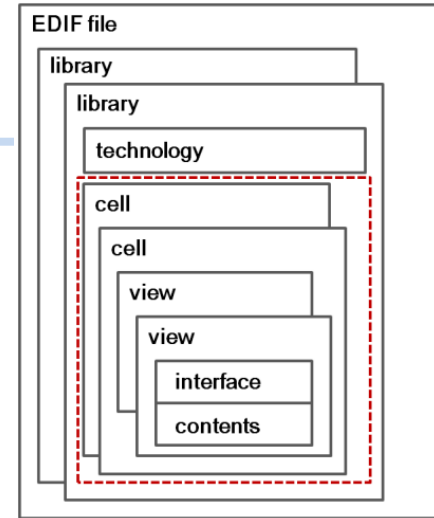 EDIF file
library
library
technology
cell
cell
view
view
interface
contents